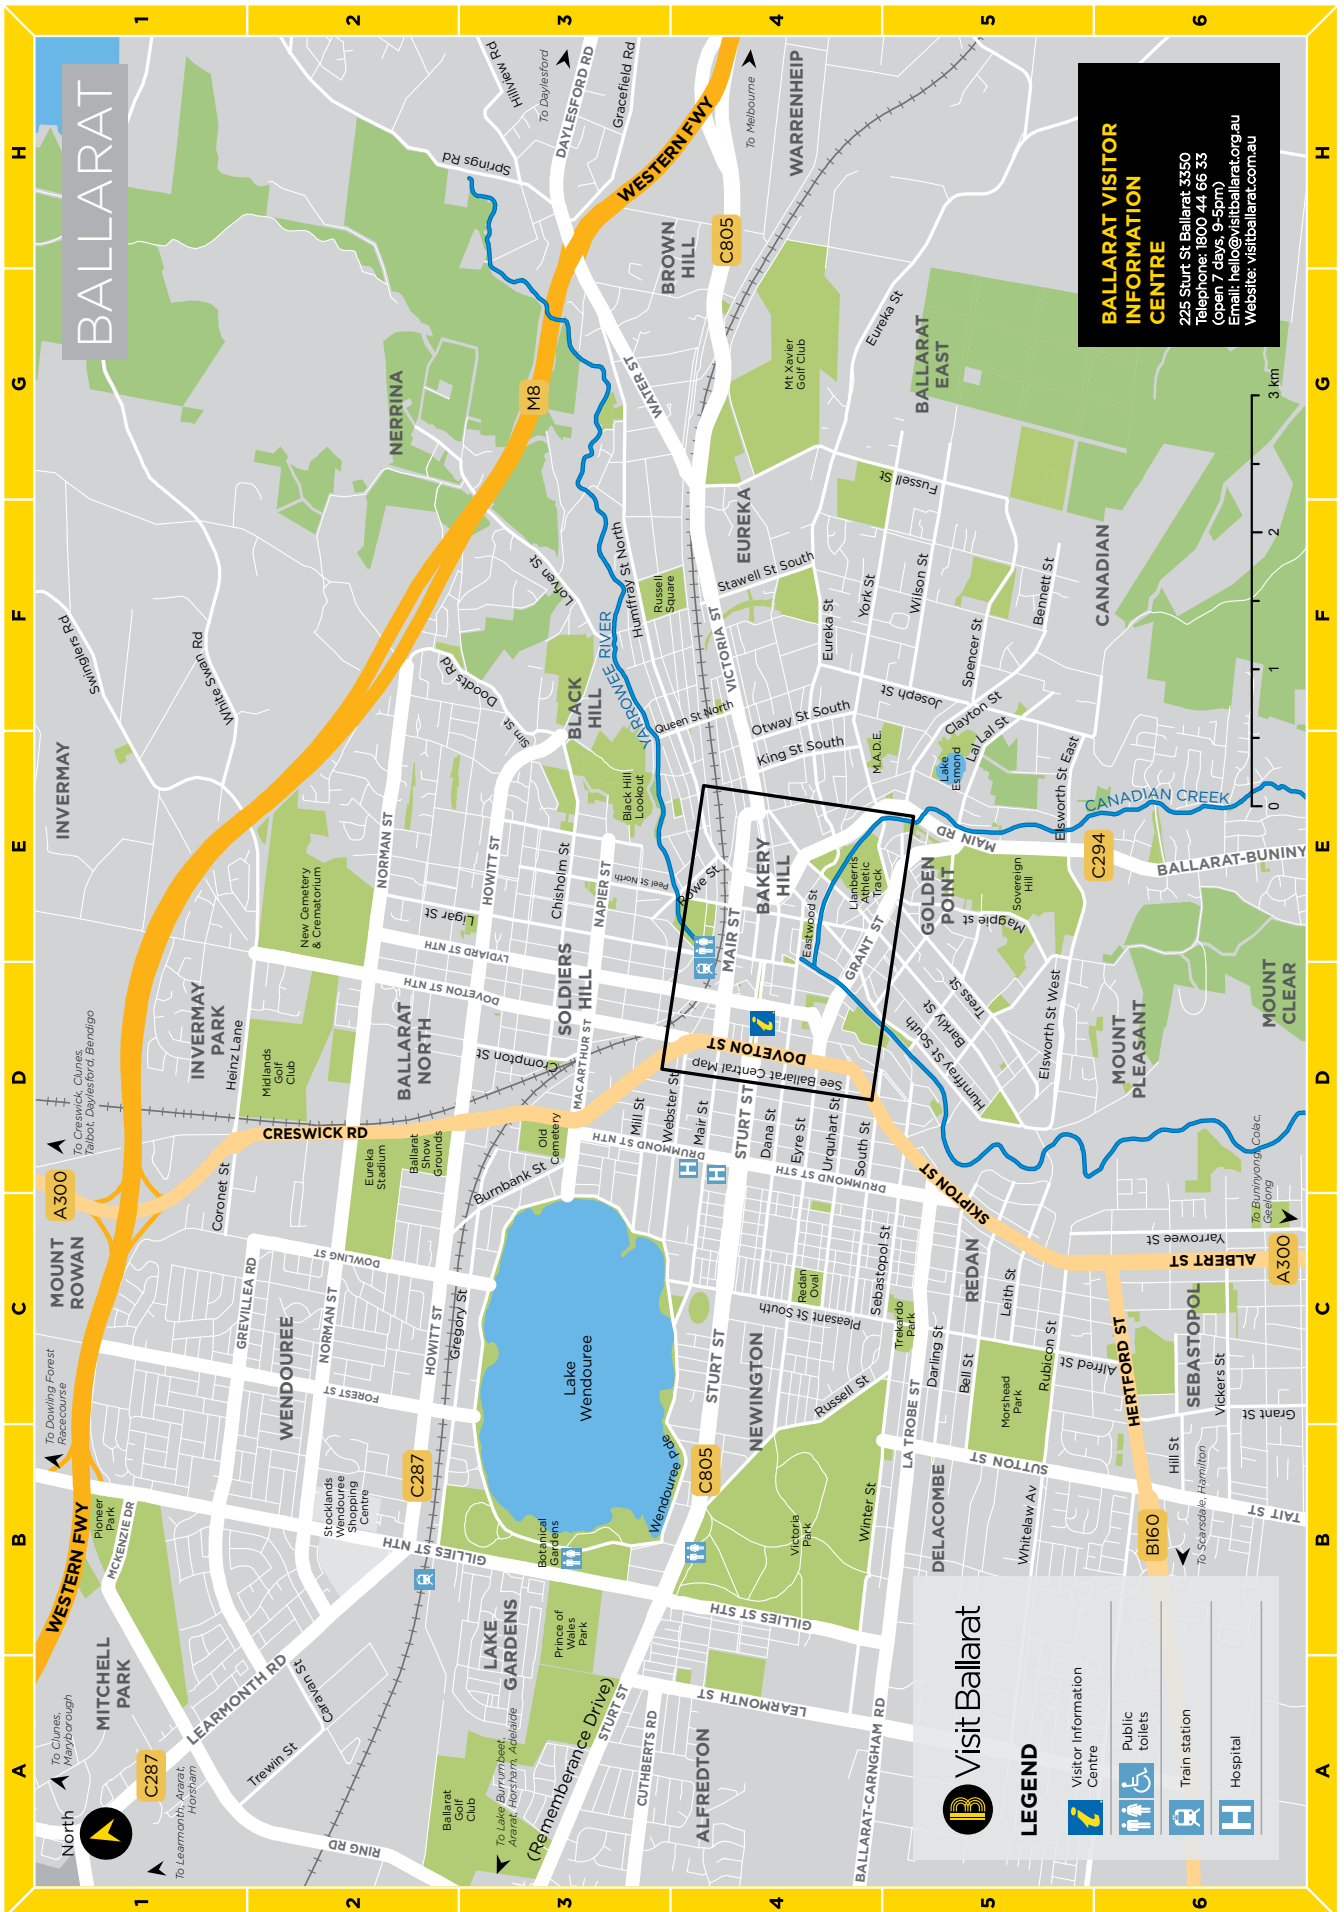 BALLARAT
A
B
C
D
E
F
G
H
1
2
3
4
5
6
A
B
C
D
E
F
G
H
1
2
3
4
5
6
North
To Clunes,
Maryborough
To Learmonth, Ararat,
Horsham
To Dowling Forest
Racecourse
To Creswick, Clunes,
Talbot, Daylesford, Bendigo
To Daylesford
To Melbourne
To Buninyong, Colac,
Geelong
To Scarsdale, Hamilton
To Lake Burrumbeet,
Ararat, Horsham, Adelaide
(Rememberance Drive)
WESTERN FWY
WESTERN FWY
M8
A300
A300
C287
C287
C805
C805
C294
B160
MITCHELL
PARK
MOUNT
ROWAN
INVERMAY
INVERMAY
PARK
NERRINA
WENDOUREE
BALLARAT
NORTH
SOLDIERS
HILL
BLACK
HILL
BROWN
HILL
WARRENHEIP
LAKE
GARDENS
ALFREDTON
NEWINGTON
BAKERY
HILL
EUREKA
BALLARAT
EAST
DELACOMBE
REDAN
GOLDEN
POINT
CANADIAN
SEBASTOPOL
MOUNT
PLEASANT
MOUNT
CLEAR
Swinglers Rd
White Swan Rd
Springs Rd
Hillview Rd
DAYLESFORD RD
Gracefield Rd
WATER ST
Pioneer
Park
MCKENZIE DR
LEARMONTH RD
Caravan St
Trewin St
RING RD
Coronet St
CRESWICK RD
Heinz Lane
Midlands
Golf
Club
New Cemetery
& Crematorium
GREVILLEA RD
NORMAN ST
NORMAN ST
DOWLING ST
FOREST ST
Stocklands
Wendouree
Shopping
Centre
HOWITT ST
HOWITT ST
Gregory St
GILLIES ST NTH
GILLIES ST STH
Eureka
Stadium
Ballarat
Show
Grounds
Old
Cemetery
Burnbank St
Crompton St
MACARTHUR ST
DOVETON ST NTH
LYDIARD ST NTH
Ligar St
Chisholm St
NAPIER ST
Peel St North
Rowe St
Sim St
Doodts Rd
Lofven St
Black Hill
Lookout
YARROWEE RIVER
Humffray St North
Russell
Square
Queen St North
VICTORIA ST
Stawell St South
Otway St South
King St South
Eureka St
Eureka St
York St
Wilson St
Fussell St
Spencer St
Bennett St
Joseph St
Clayton St
Lal Lal St
Lake
Esmond
M.A.D.E.
Mt Xavier
Golf Club
Ballarat
Golf
Club
Prince of
Wales
Park
Botanical
Gardens
Lake
Wendouree
Wendouree Pde
STURT ST
STURT ST
STURT ST
CUTHBERTS RD
LEARMONTH ST
BALLARAT-CARNGHAM RD
Victoria
Park
Winter St
Russell St
LA TROBE ST
SUTTON ST
Whitelaw Av
Darling St
Bell St
Morshead
Park
Rubicon St
Leith St
Alfred St
Trekardo
Park
Redan
Oval
Pleasant St South
Sebastopol St
DRUMMOND ST NTH
DRUMMOND ST STH
Mill St
Webster St
Mair St
Dana St
Eyre St
Urquhart St
South St
DOVETON ST
See Ballarat Central Map
MAIR ST
Eastwood St
Llanberris
Athletic
Track
GRANT ST
MAIN RD
Sovereign
Hill
Magpie st
Tress St
Barkly St
Humffray St South
Ellsworth St West
Ellsworth St East
CANADIAN CREEK
BALLARAT-BUNINY
SKIPTON ST
HERTFORD ST
ALBERT ST
Yarrowee St
Vickers St
Grant St
Hill St
TAIT ST
0
1
2
3 km
BALLARAT VISITOR
INFORMATION
CENTRE
225 Sturt St Ballarat 3350
Telephone: 1800 44 66 33
(open 7 days, 9-5pm)
Email: hello@visitballarat.org.au
Website: visitballarat.com.au
B Visit Ballarat
LEGEND
i Visitor Information
Centre
Public
toilets
Train station
H Hospital
i
H
H